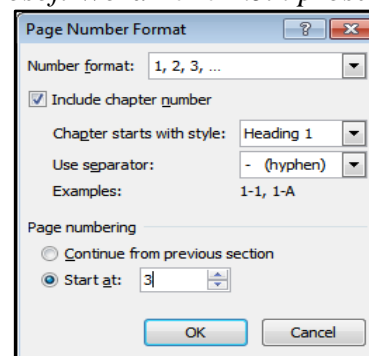 Page Number Format
Number format: 1, 2, 3, ...
Include chapter number
Chapter starts with style: Heading 1
Use separator: - (hyphen)
Examples: 1-1, 1-A
Page numbering
Continue from previous section
Start at: 3
OK Cancel